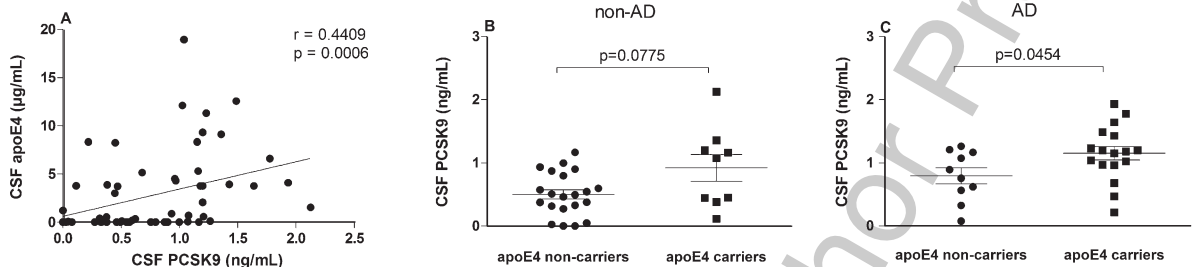 A
r = 0.4409
p = 0.0006
CSF apoE4 (µg/mL)
20
15
10
5
0
0.0 0.5 1.0 1.5 2.0 2.5
CSF PCSK9 (ng/mL)
non-AD
B
p=0.0775
CSF PCSK9 (ng/mL)
3
2
1
0
apoE4 non-carriers apoE4 carriers
AD
C
p=0.0454
CSF PCSK9 (ng/mL)
3
2
1
0
apoE4 non-carriers apoE4 carriers
hor Pr